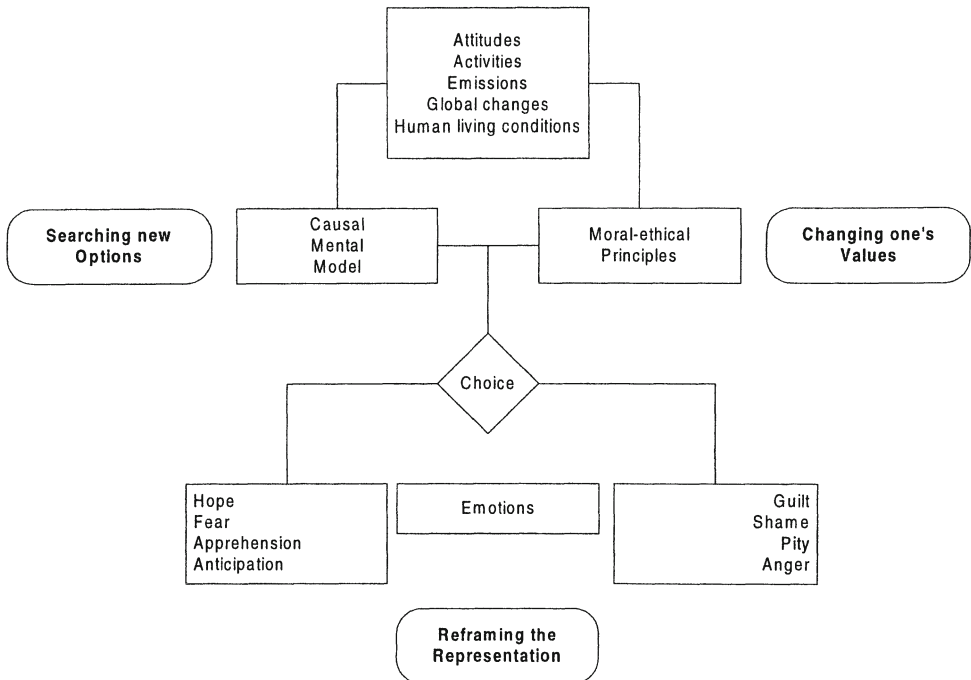 Attitudes
Activities
Emissions
Global changes
Human living conditions
Searching new
Options
Causal
Mental
Model
Moral-ethical
Principles
Changing one's
Values
Choice
Hope
Fear
Apprehension
Anticipation
Emotions
Guilt
Shame
Pity
Anger
Reframing the
Representation